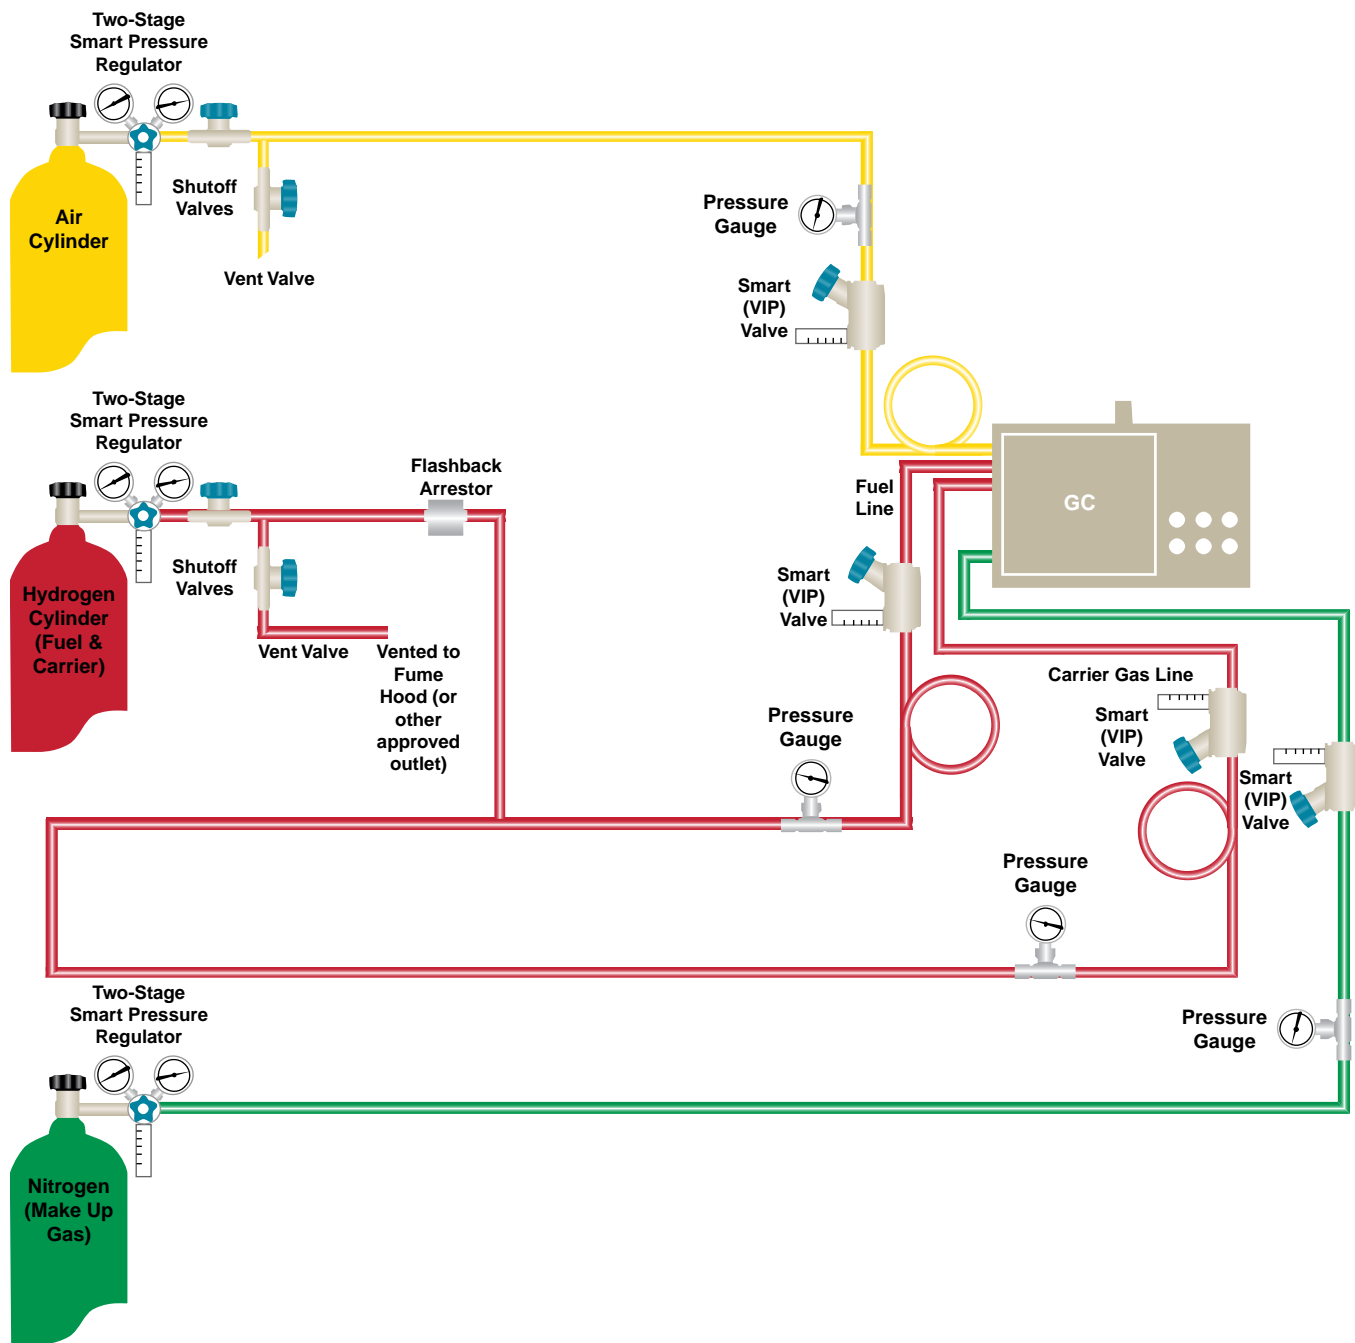 Two-Stage
Smart Pressure
Regulator
Air
Cylinder
Shutoff
Valves
Vent Valve
Pressure
Gauge
Smart
(VIP)
Valve
Two-Stage
Smart Pressure
Regulator
Hydrogen
Cylinder
(Fuel &
Carrier)
Shutoff
Valves
Vent Valve
Vented to
Fume
Hood (or
other
approved
outlet)
Flashback
Arrestor
Fuel
Line
GC
Smart
(VIP)
Valve
Pressure
Gauge
Carrier Gas Line
Smart
(VIP)
Valve
Smart
(VIP)
Valve
Pressure
Gauge
Two-Stage
Smart Pressure
Regulator
Nitrogen
(Make Up
Gas)
Pressure
Gauge